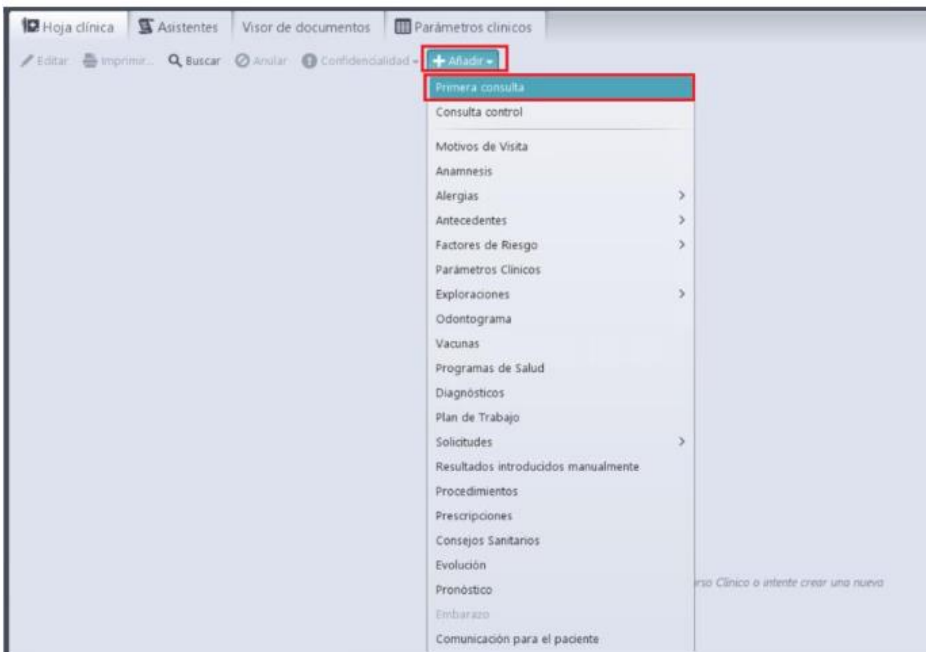 Hoja clínica Asistentes Visor de documentos Parámetros clínicos
Editar Imprimir... Buscar Anular Confidencialidad Añadir
Primera consulta
Consulta control
Motivos de Visita
Anamnesis
Alergias
Antecedentes
Factores de Riesgo
Parámetros Clínicos
Exploraciones
Odontograma
Vacunas
Programas de Salud
Diagnósticos
Plan de Trabajo
Solicitudes
Resultados introducidos manualmente
Procedimientos
Prescripciones
Consejos Sanitarios
Evolución
rso Clínico o intente crear una nueva
Pronóstico
Embarazo
Comunicación para el paciente